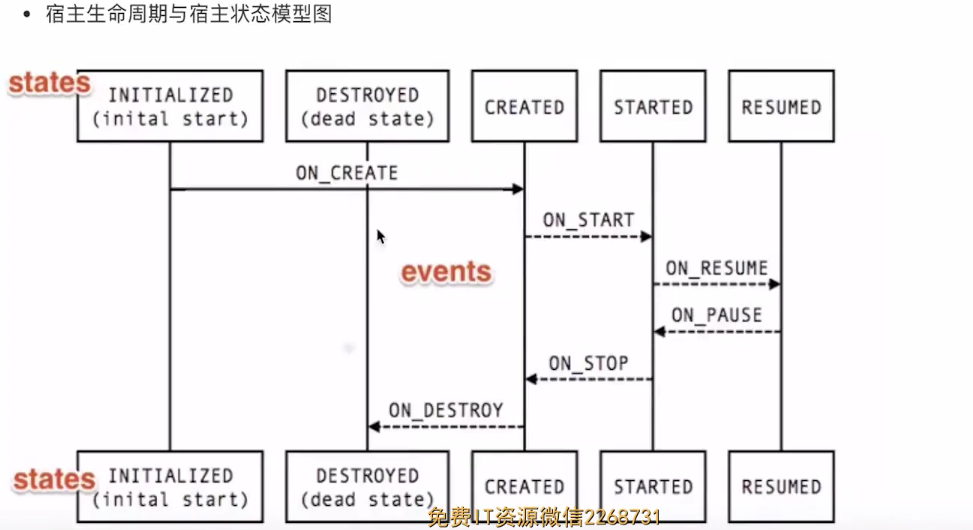 宿主生命周期与宿主状态模型图
states
INITIALIZED
(inital start)
DESTROYED
(dead state)
CREATED
STARTED
RESUMED
ON_CREATE
ON_START
events
ON_RESUME
ON_PAUSE
ON_STOP
ON_DESTROY
states
INITIALIZED
(inital start)
DESTROYED
(dead state)
CREATED
STARTED
RESUMED
免费IT资源微信2268731